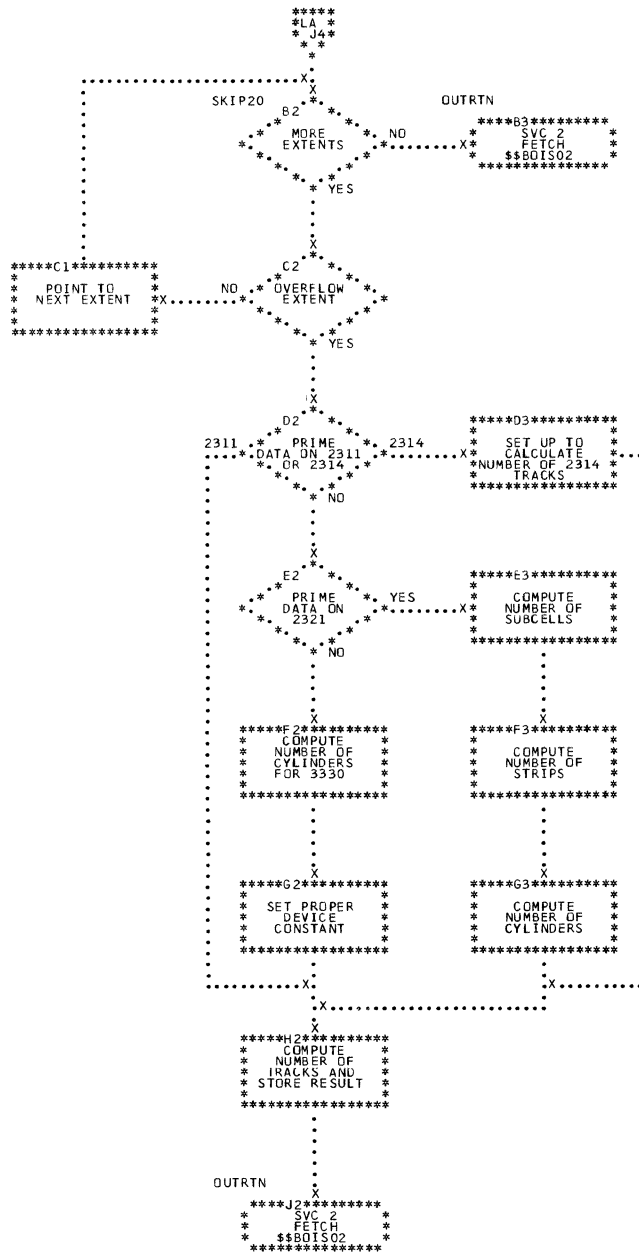 LA
J4
SKIP20
OUTRTN
B2
MORE
EXTENTS
NO
YES
B3
SVC 2
FETCH
$$BOIS02
C1
POINT TO
NEXT EXTENT
NO
C2
OVERFLOW
EXTENT
YES
2311
D2
PRIME
DATA ON 2311
OR 2314
2314
NO
D3
SET UP TO
CALCULATE
NUMBER OF 2314
TRACKS
E2
PRIME
DATA ON
2321
YES
NO
E3
COMPUTE
NUMBER OF
SUBCELLS
F2
COMPUTE
NUMBER OF
CYLINDERS
FOR 3330
F3
COMPUTE
NUMBER OF
STRIPS
G2
SET PROPER
DEVICE
CONSTANT
G3
COMPUTE
NUMBER OF
CYLINDERS
H2
COMPUTE
NUMBER OF
TRACKS AND
STORE RESULT
OUTRTN
J2
SVC 2
FETCH
$$BOIS02